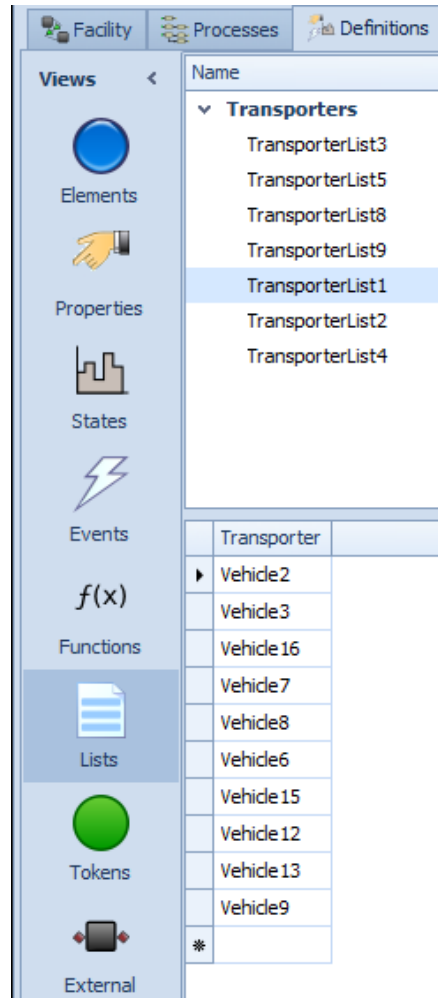 Facility Processes Definitions
Views < Name
Transporters
TransporterList3
TransporterList5
TransporterList8
TransporterList9
TransporterList1
TransporterList2
TransporterList4
Elements
Properties
States
Events
f(x)
Functions
Lists
Tokens
External
Transporter
Vehicle2
Vehicle3
Vehicle16
Vehicle7
Vehicle8
Vehicle6
Vehicle15
Vehicle12
Vehicle13
Vehicle9